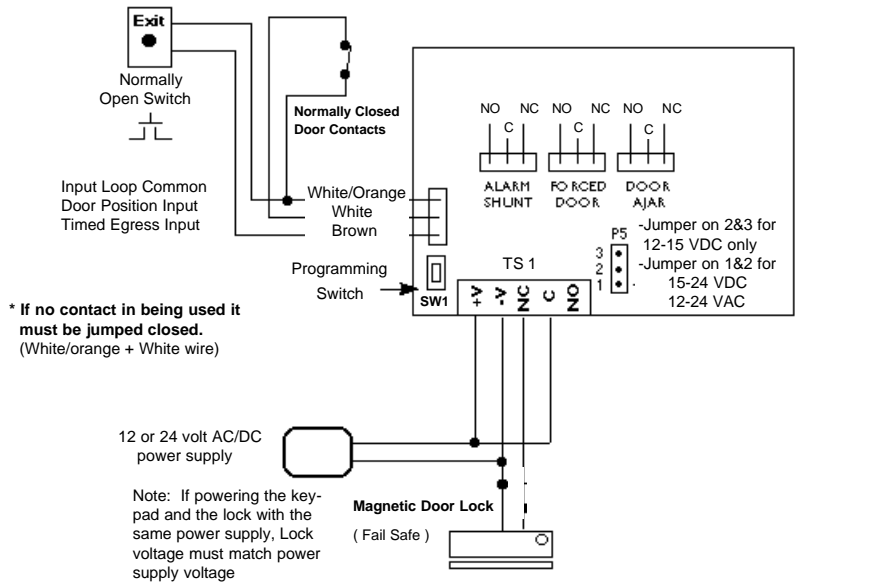 Exit
Normally
Open Switch
Normally Closed
Door Contacts
Input Loop Common
Door Position Input
Timed Egress Input
White/Orange
White
Brown
Programming
Switch
SW1
* If no contact in being used it
must be jumped closed.
(White/orange + White wire)
NO NC NO NC NO NC
C C C
ALARM
SHUNT
FORCED
DOOR
DOOR
AJAR
P5
3
2
1
-Jumper on 2&3 for
12-15 VDC only
-Jumper on 1&2 for
15-24 VDC
12-24 VAC
TS 1
+V
-V
NC
C
NO
12 or 24 volt AC/DC
power supply
Note: If powering the key-
pad and the lock with the
same power supply, Lock
voltage must match power
supply voltage
Magnetic Door Lock
( Fail Safe )